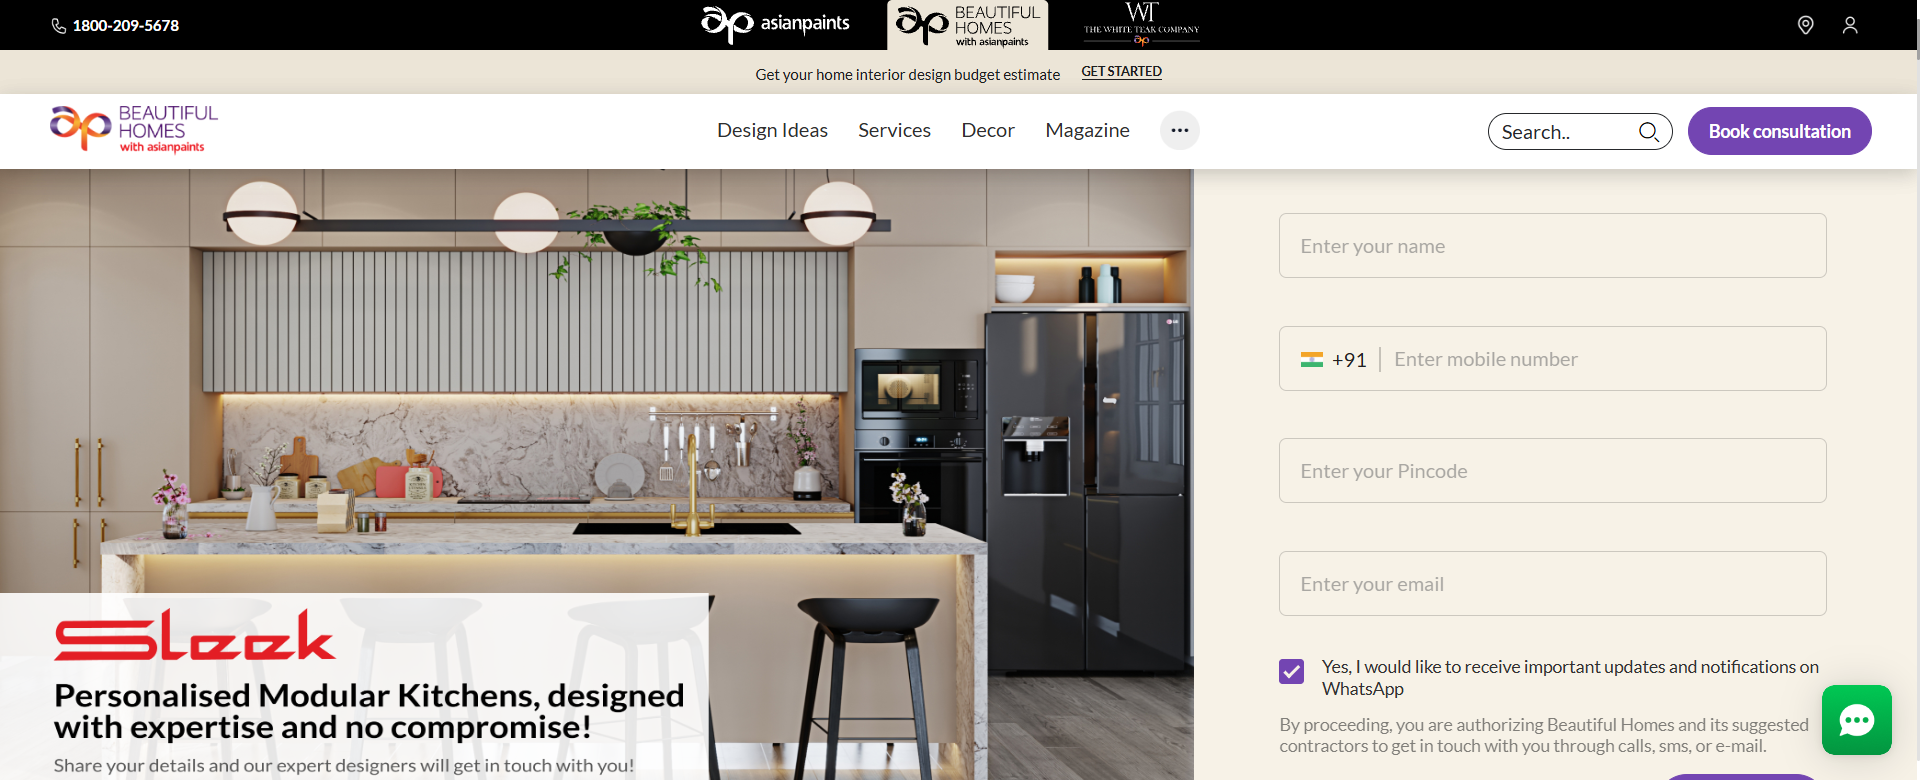 1800-209-5678
asianpaints
BEAUTIFUL
HOMES
with asianpaints
WT
THE WHITE TEAK COMPANY
Get your home interior design budget estimate GET STARTED
BEAUTIFUL
HOMES
with asianpaints
Design Ideas Services Decor Magazine
Search..
Book consultation
Sleek
Personalised Modular Kitchens, designed
with expertise and no compromise!
Share your details and our expert designers will get in touch with you!
Enter your name
+91 Enter mobile number
Enter your Pincode
Enter your email
Yes, I would like to receive important updates and notifications on
WhatsApp
By proceeding, you are authorizing Beautiful Homes and its suggested
contractors to get in touch with you through calls, sms, or e-mail.